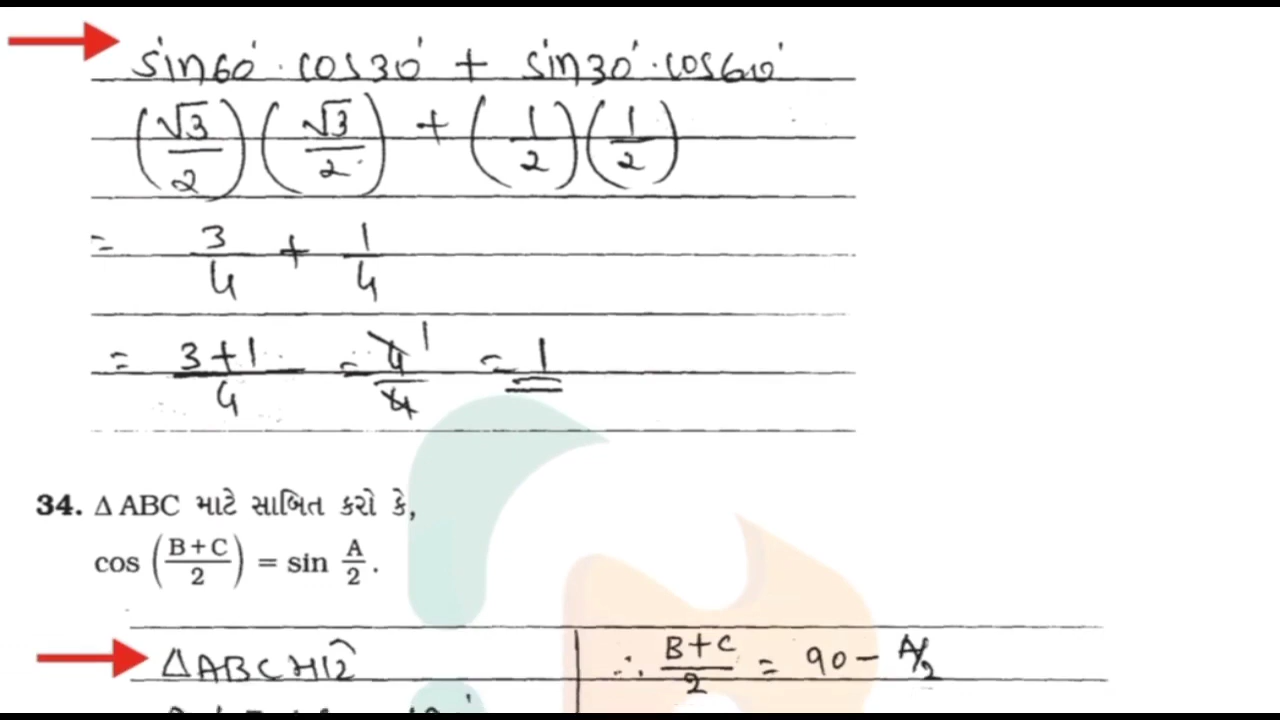 sin60° · cos30° + sin30° · cos60°
(√3/2) (√3/2) + (1/2) (1/2)
= 3/4 + 1/4
= 3+1/4 = 4/4 1 = 1
34. Δ ABC માટે સાબિત કરો કે,
cos (B+C/2) = sin A/2 .
ΔABC માટે
∴ B+C/2 = 90 - A/2